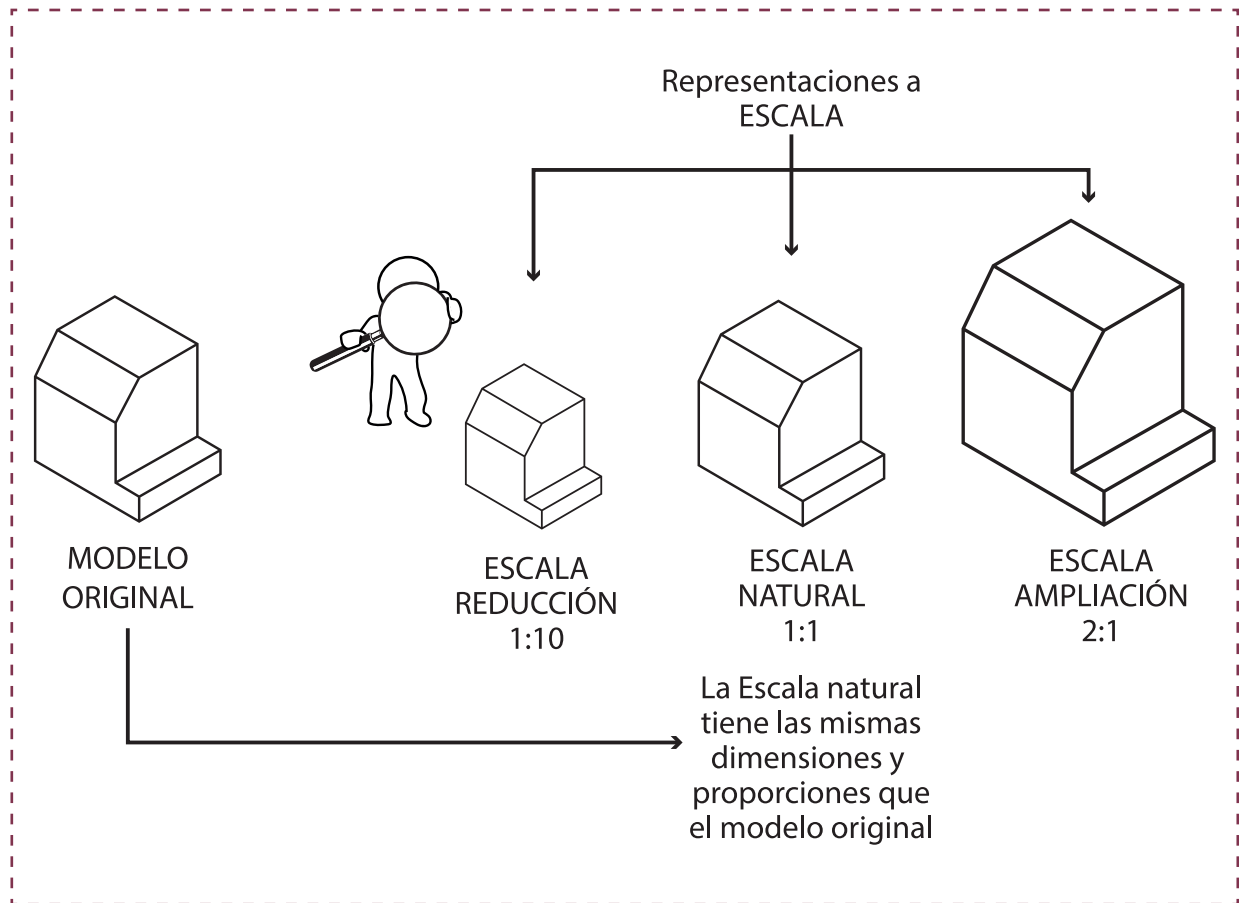 Representaciones a
ESCALA
MODELO
ORIGINAL
ESCALA
REDUCCIÓN
1:10
ESCALA
NATURAL
1:1
ESCALA
AMPLIACIÓN
2:1
La Escala natural
tiene las mismas
dimensiones y
proporciones que
el modelo original